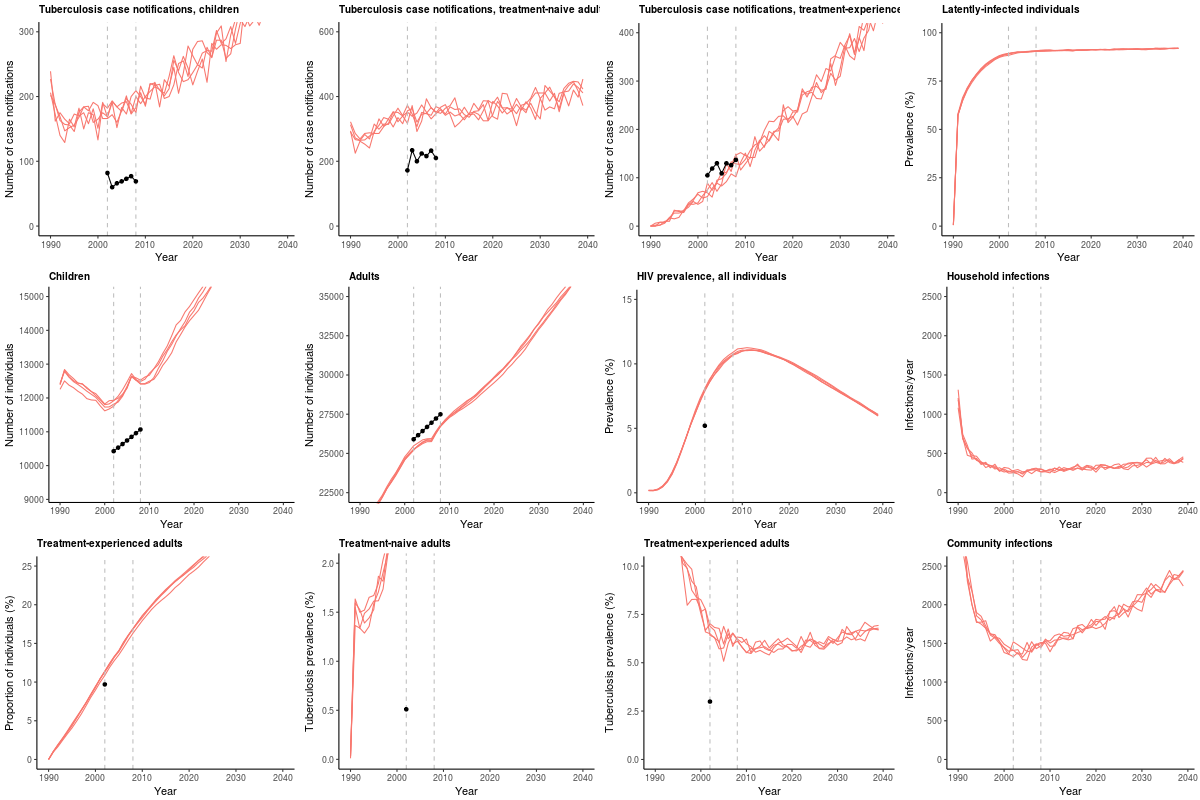 Tuberculosis case notifications, children
Number of case notifications
300
200
100
0
1990 2000 2010 2020 2030 2040
Year
Tuberculosis case notifications, treatment-naive adul
Number of case notifications
600
400
200
0
1990 2000 2010 2020 2030 2040
Year
Tuberculosis case notifications, treatment-experience
Number of case notifications
400
300
200
100
0
1990 2000 2010 2020 2030 2040
Year
Latently-infected individuals
Prevalence (%)
100
75
50
25
0
1990 2000 2010 2020 2030 2040
Year
Children
Number of individuals
15000
14000
13000
12000
11000
10000
9000
1990 2000 2010 2020 2030 2040
Year
Adults
Number of individuals
35000
32500
30000
27500
25000
22500
1990 2000 2010 2020 2030 2040
Year
HIV prevalence, all individuals
Prevalence (%)
15
10
5
0
1990 2000 2010 2020 2030 2040
Year
Household infections
Infections/year
2500
2000
1500
1000
500
0
1990 2000 2010 2020 2030 2040
Year
Treatment-experienced adults
Proportion of individuals (%)
25
20
15
10
5
0
1990 2000 2010 2020 2030 2040
Year
Treatment-naive adults
Tuberculosis prevalence (%)
2.0
1.5
1.0
0.5
0.0
1990 2000 2010 2020 2030 2040
Year
Treatment-experienced adults
Tuberculosis prevalence (%)
10.0
7.5
5.0
2.5
0.0
1990 2000 2010 2020 2030 2040
Year
Community infections
Infections/year
2500
2000
1500
1000
500
0
1990 2000 2010 2020 2030 2040
Year